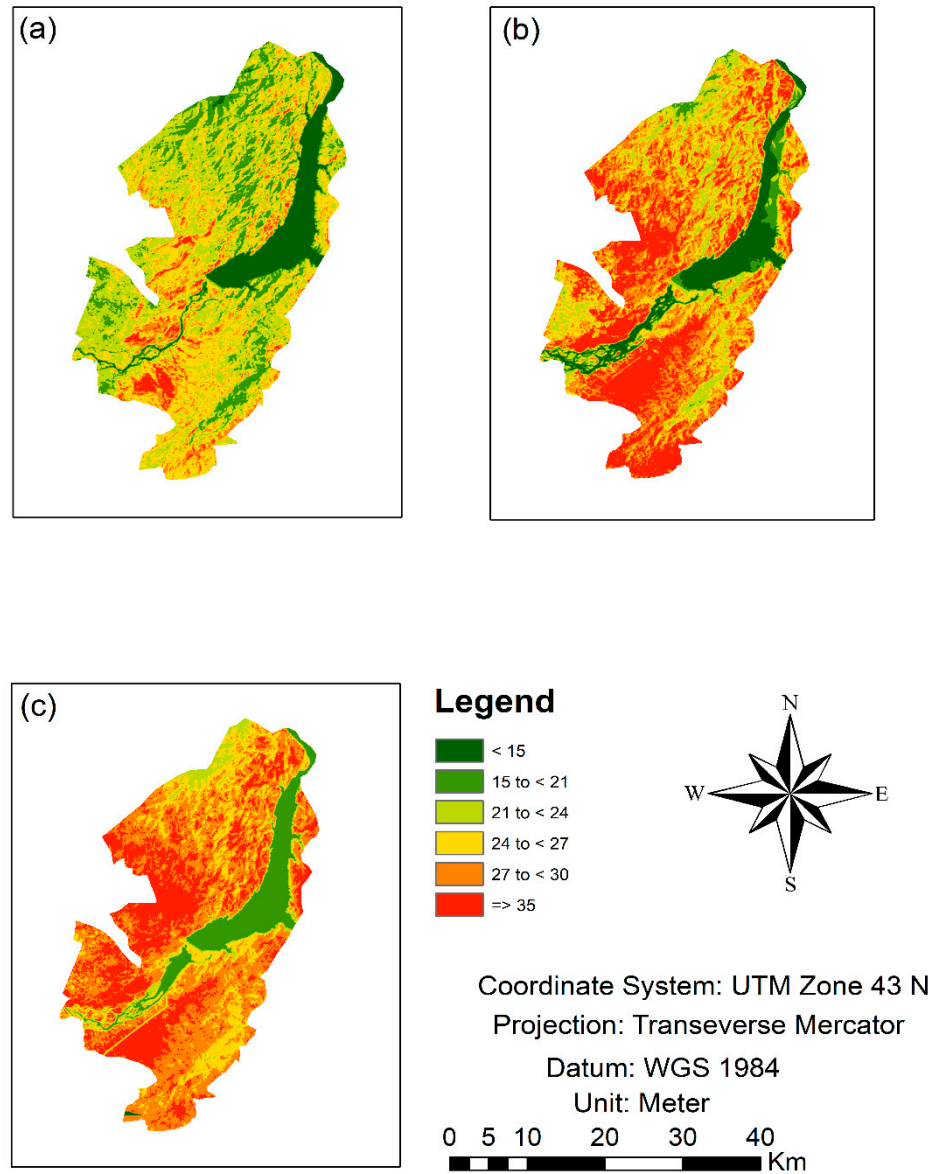 (a)
(b)
(c)
Legend
< 15
15 to < 21
21 to < 24
24 to < 27
27 to < 30
=> 35
N
W
E
S
Coordinate System: UTM Zone 43 N
Projection: Transeverse Mercator
Datum: WGS 1984
Unit: Meter
0 5 10 20 30 40
Km